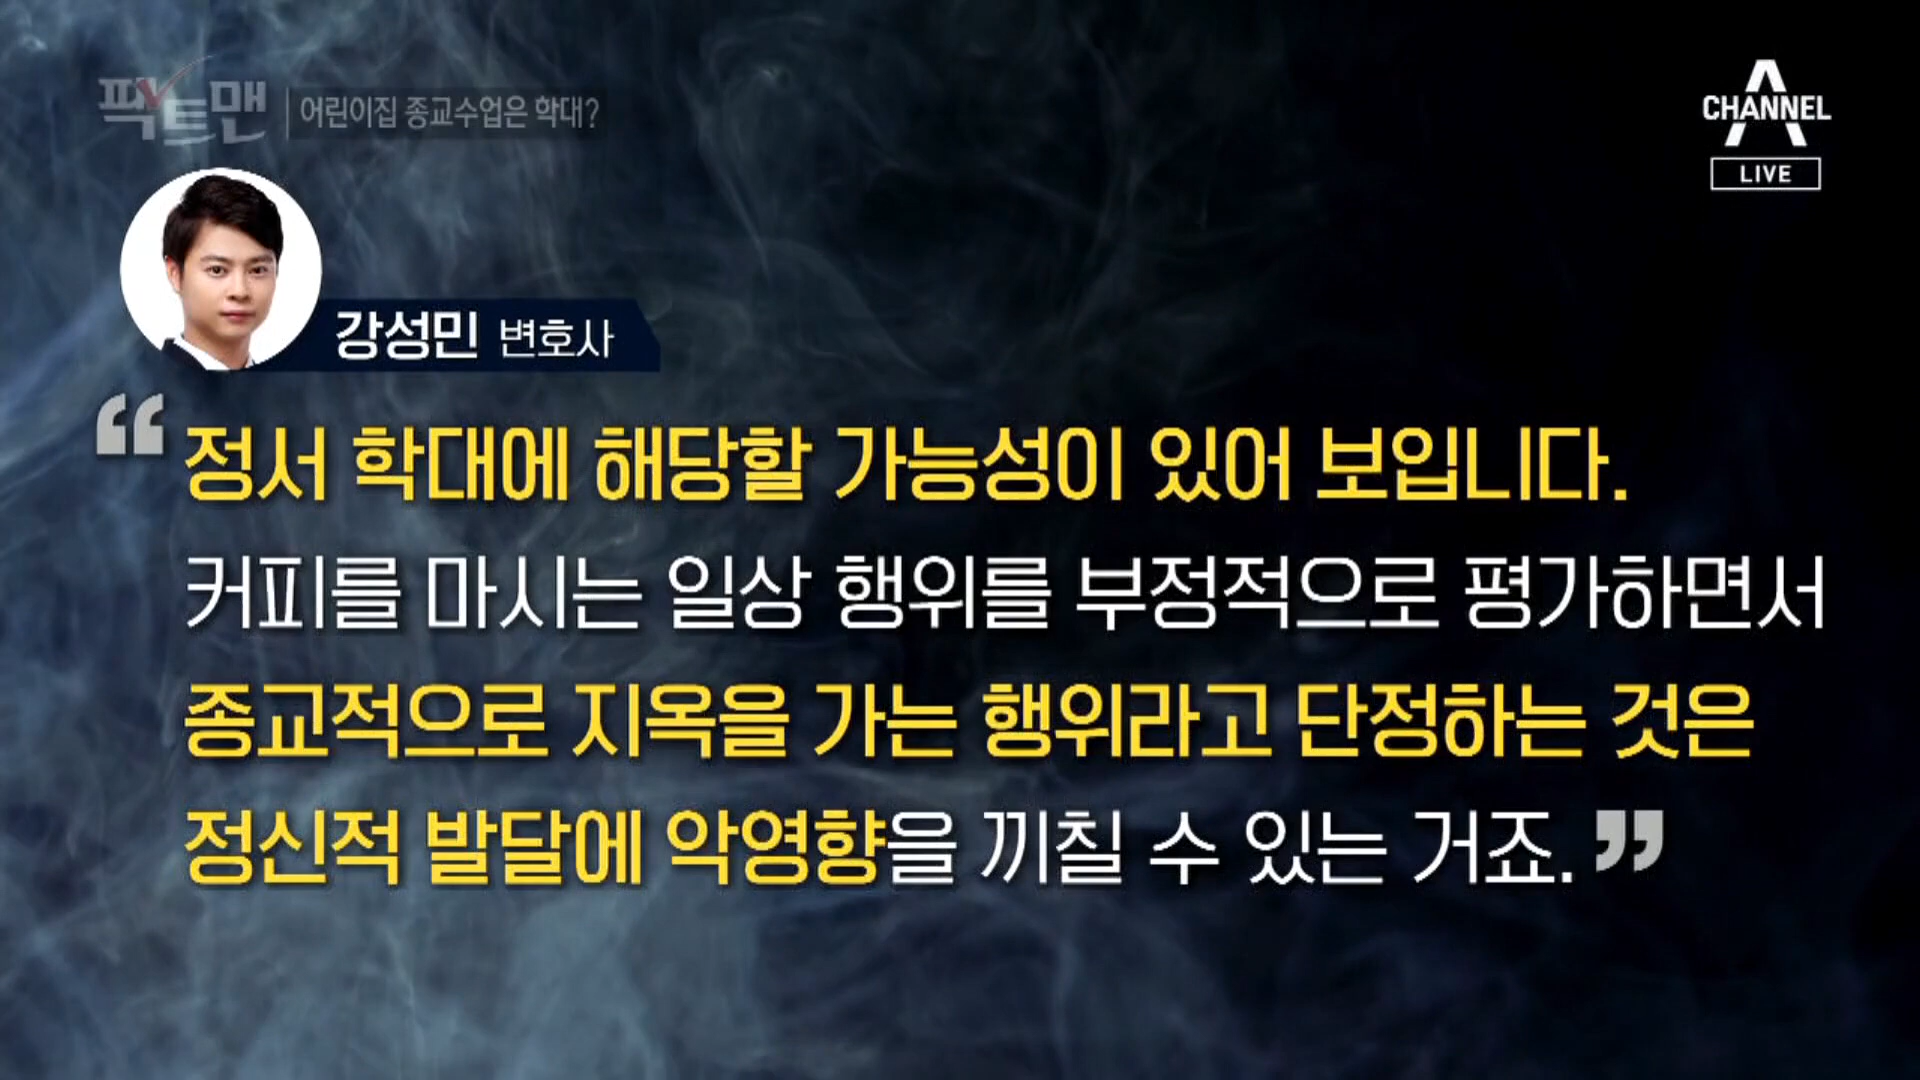 팩트맨
어린이집 종교수업은 학대?
CHANNEL A
LIVE
강성민 변호사
“정서 학대에 해당할 가능성이 있어 보입니다.
커피를 마시는 일상 행위를 부정적으로 평가하면서
종교적으로 지옥을 가는 행위라고 단정하는 것은
정신적 발달에 악영향을 끼칠 수 있는 거죠.”